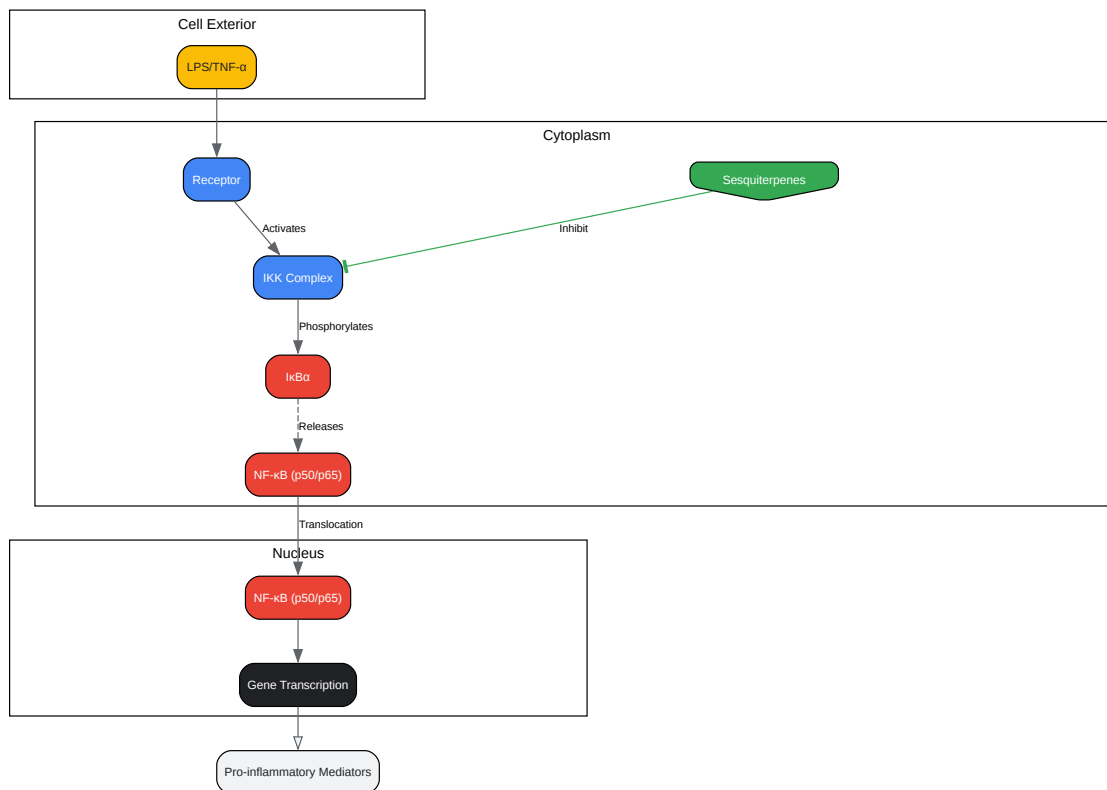 Cell Exterior
LPS/TNF-α
Cytoplasm
Receptor
Sesquiterpenes
Activates
Inhibit
IKK Complex
Phosphorylates
IκBα
Releases
NF-κB (p50/p65)
Translocation
Nucleus
NF-κB (p50/p65)
Gene Transcription
Pro-inflammatory Mediators